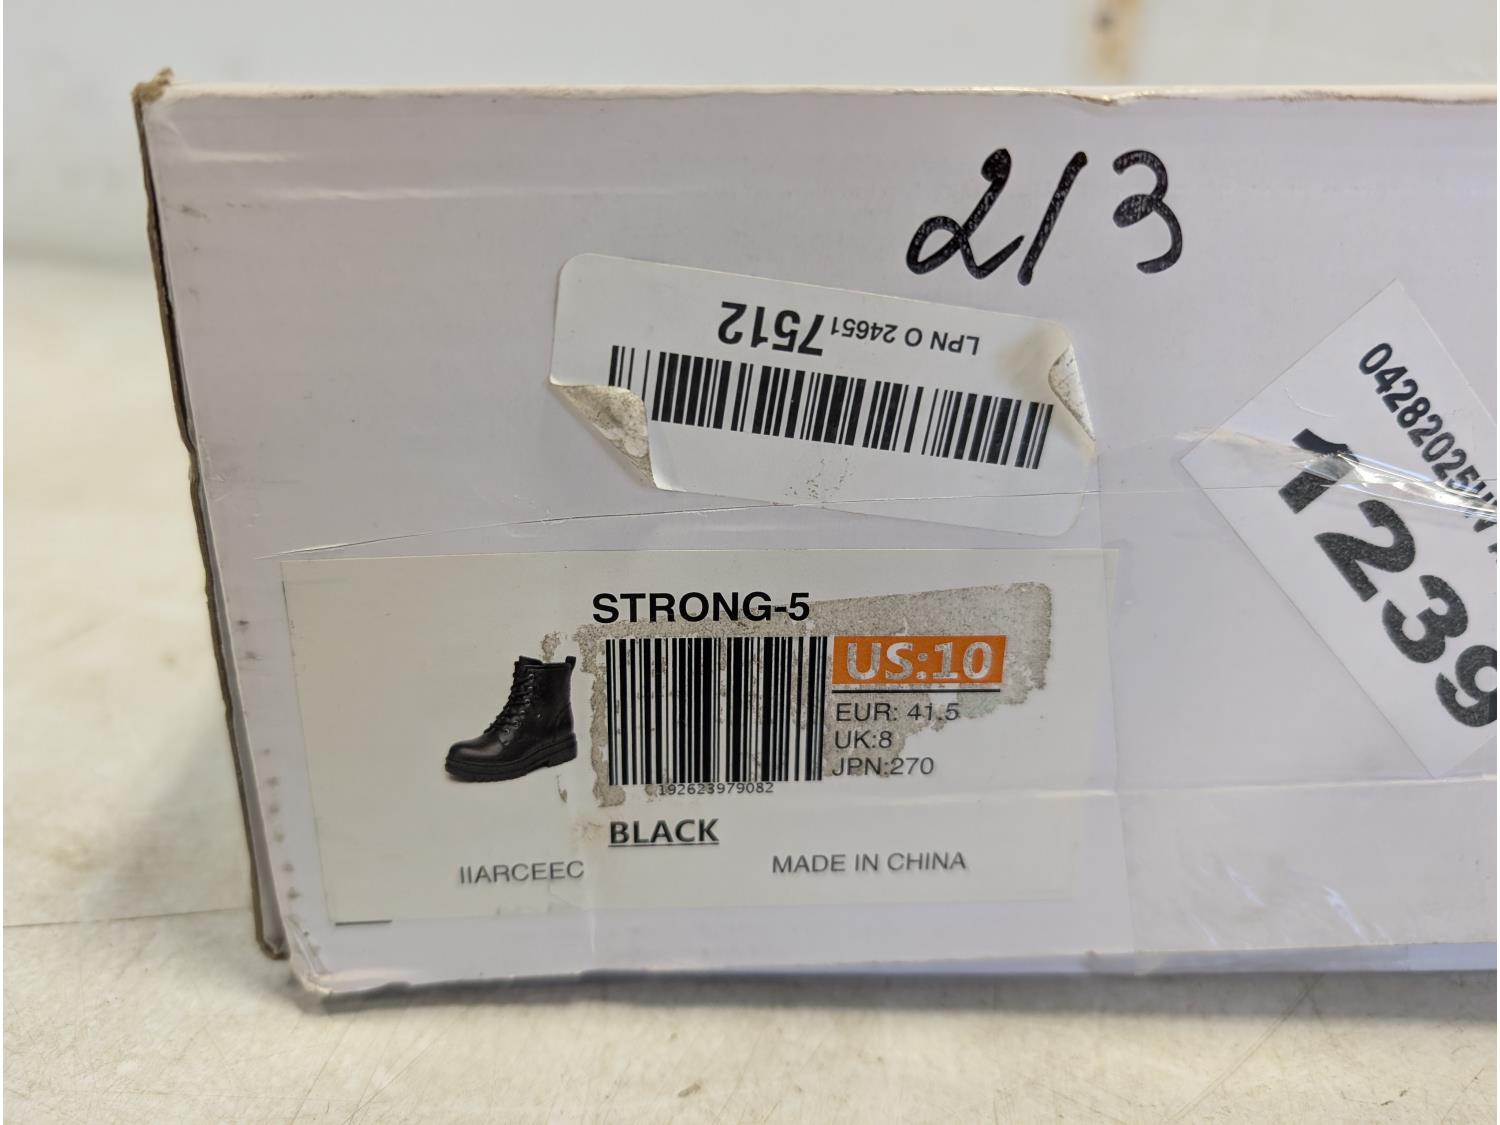 213
LPN O 246517512
04282025W
1239
STRONG-5
US:10
EUR: 41.5
UK:8
JPN:270
192623979082
BLACK
IIARCEEC
MADE IN CHINA